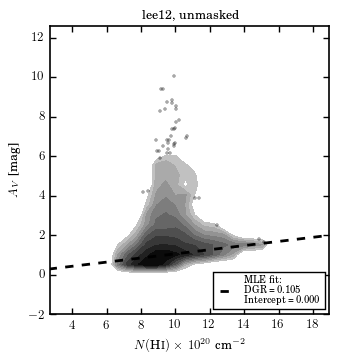 lee12, unmasked
12
10
8
6
4
2
0
−2
A_V [mag]
4 6 8 10 12 14 16 18
N(HI) × 10^20 cm^−2
MLE fit:
DGR = 0.105
Intercept = 0.000